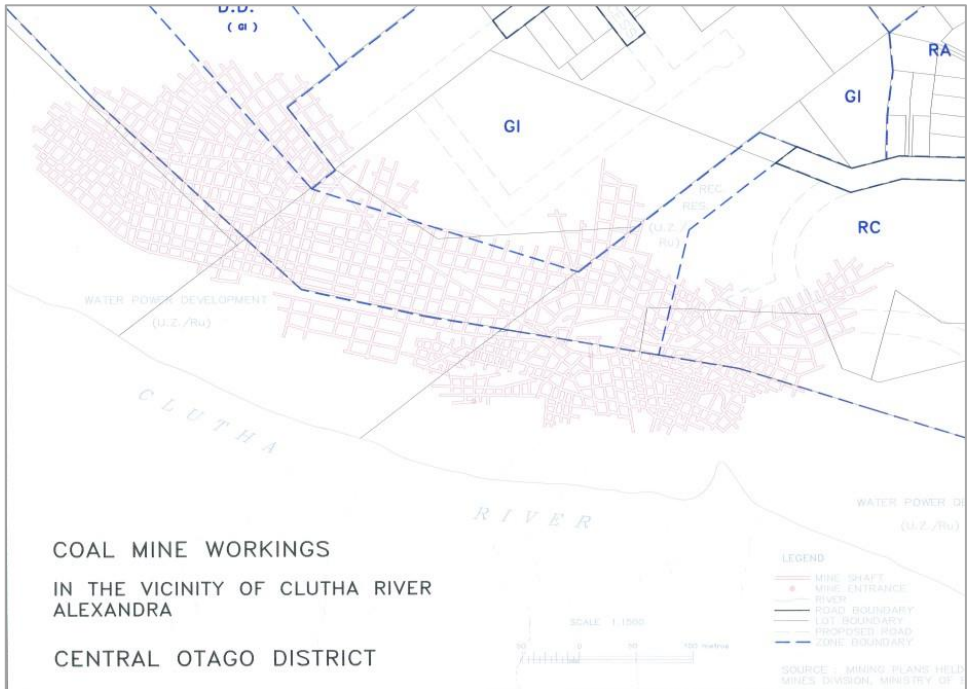 D.D.
( GI )
RA
GI
GI
REC.
RES.
(U.Z./
Ru)
RC
WATER POWER DEVELOPMENT
(U.Z./Ru)
CLUTHA
RIVER
WATER POWER DE
(U.Z./Ru)
COAL MINE WORKINGS
IN THE VICINITY OF CLUTHA RIVER
ALEXANDRA
CENTRAL OTAGO DISTRICT
SCALE 1:1500
50 0 50 100 metres
LEGEND
MINE SHAFT
MINE ENTRANCE
RIVER
ROAD BOUNDARY
LOT BOUNDARY
PROPOSED ROAD
ZONE BOUNDARY
SOURCE : MINING PLANS HELD
MINES DIVISION, MINISTRY OF